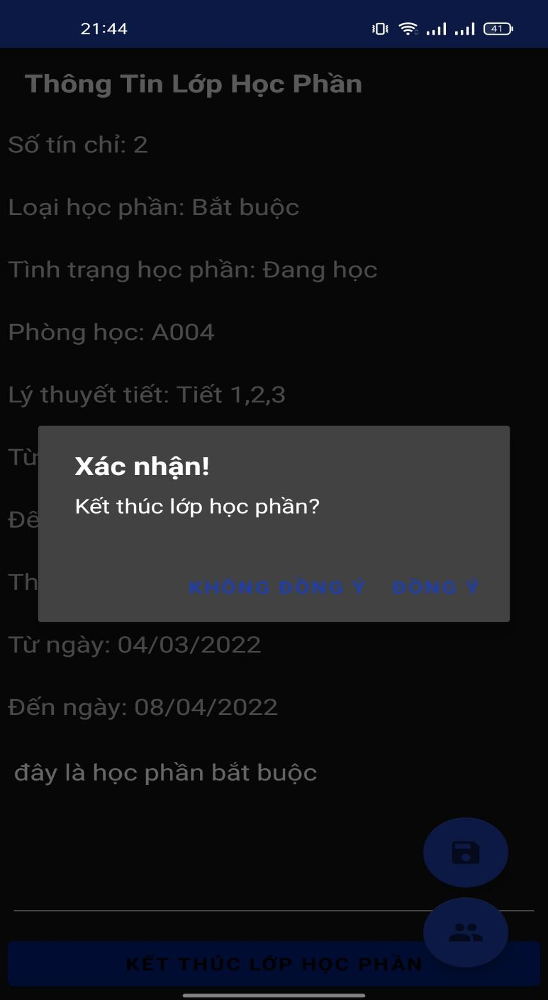 21:44
41
Thông Tin Lớp Học Phần
Số tín chỉ: 2
Loại học phần: Bắt buộc
Tình trạng học phần: Đang học
Phòng học: A004
Lý thuyết tiết: Tiết 1,2,3
Từ
Xác nhận!
Kết thúc lớp học phần?
Th
KHÔNG ĐỒNG Ý ĐỒNG Ý
Từ ngày: 04/03/2022
Đến ngày: 08/04/2022
đây là học phần bắt buộc
KẾT THÚC LỚP HỌC PHẦN